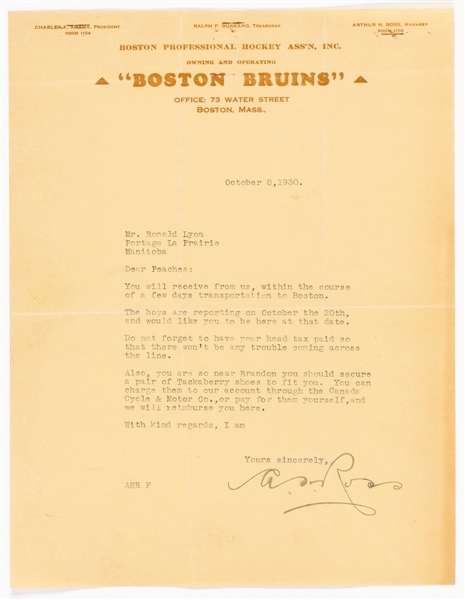 CHARLES F. ADAMS, PRESIDENT
ROOM 1104
RALPH F. BURKARD, TREASURER
ARTHUR H. ROSS, MANAGER
ROOM 1102
BOSTON PROFESSIONAL HOCKEY ASS'N, INC.
OWNING AND OPERATING
"BOSTON BRUINS"
OFFICE: 73 WATER STREET
BOSTON, MASS.,
October 8,1930.
Mr. Ronald Lyon
Portage La Prairie
Manitoba
Dear Peaches:
You will receive from us, within the course
of a few days transportation to Boston.
The boys are reporting on October the 20th,
and would like you to be here at that date.
Do not forget to have your head tax paid so
that there won't be any trouble coming across
the line.
Also, you are so near Brandon you should secure
a pair of Tackaberry shoes to fit you. You can
charge them to our account through the Canada
Cycle & Motor Co.,or pay for them yourself,and
we will reimburse you here.
With kind regards, I am
Yours sincerely,
A. H. Ross
AHR F